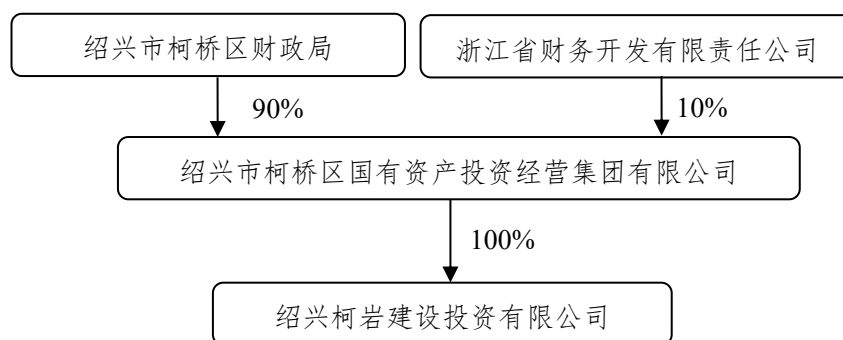 绍兴市柯桥区财政局
浙江省财务开发有限责任公司
90%
10%
绍兴市柯桥区国有资产投资经营集团有限公司
100%
绍兴柯岩建设投资有限公司